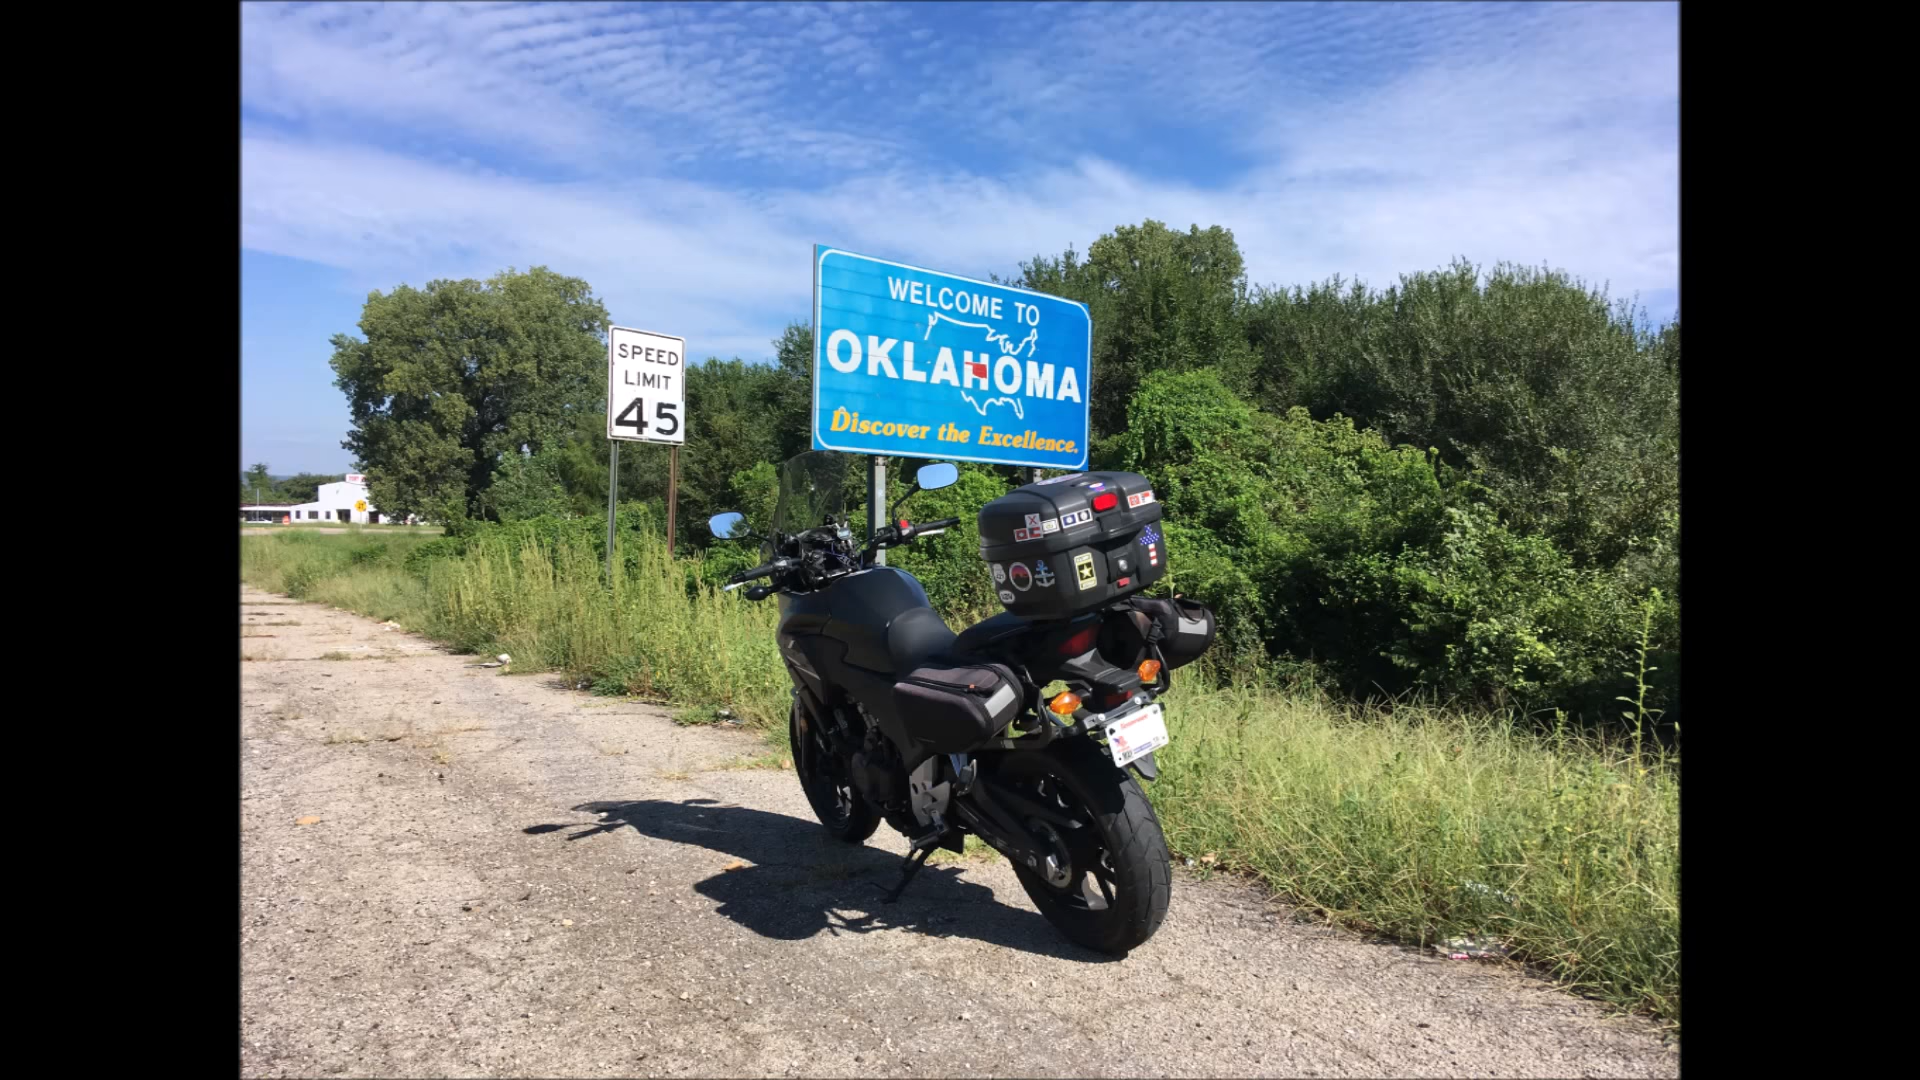 SPEED
LIMIT
45
WELCOME TO
OKLAHOMA
Discover the Excellence.